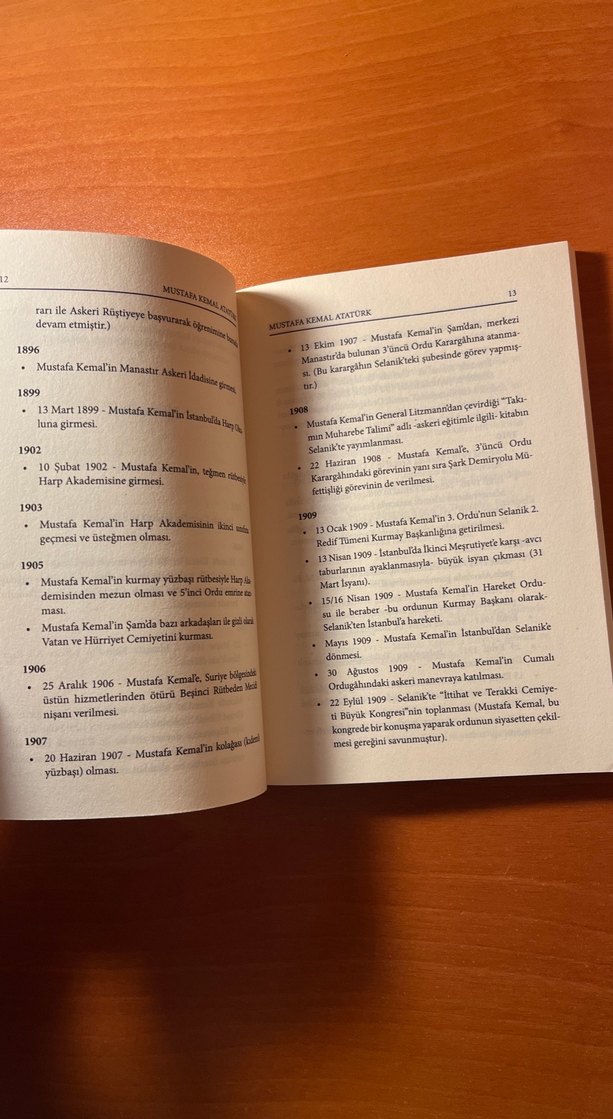 12
MUSTAFA KEMAL ATATÜRK
rarı ile Askeri Rüştiyeye başvurarak öğrenimine
devam etmiştir.)
1896
• Mustafa Kemal'in Manastır Askeri İdadisine girmesi.
1899
• 13 Mart 1899 - Mustafa Kemal'in İstanbul'da Harp
luna girmesi.
1902
• 10 Şubat 1902 - Mustafa Kemal'in, teğmen rütbesiyle
Harp Akademisine girmesi.
1903
• Mustafa Kemal'in Harp Akademisinin ikinci sınıfına
geçmesi ve üsteğmen olması.
1905
• Mustafa Kemal'in kurmay yüzbaşı rütbesiyle Harp Aka-
demisinden mezun olması ve 5'inci Ordu emrine atan-
ması.
• Mustafa Kemal'in Şam'da bazı arkadaşları ile gizli olarak
Vatan ve Hürriyet Cemiyetini kurması.
1906
• 25 Aralık 1906 - Mustafa Kemal'e, Suriye bölgesindeki
üstün hizmetlerinden ötürü Beşinci Rütbeden Mecidi
nişanı verilmesi.
1907
• 20 Haziran 1907 - Mustafa Kemal'in kolağası (kıdemli
yüzbaşı) olması.
13
MUSTAFA KEMAL ATATÜRK
• 13 Ekim 1907 - Mustafa Kemal'in Şam'dan, merkezi
Manastır'da bulunan 3'üncü Ordu Karargâhına atanma-
sı. (Bu karargâhın Selanik'teki şubesinde görev yapmış-
tır.)
1908
• Mustafa Kemal'in General Litzmann'dan çevirdiği "Takı-
mın Muharebe Talimi" adlı -askeri eğitimle ilgili- kitabın
Selanik'te yayımlanması.
• 22 Haziran 1908 - Mustafa Kemal'e, 3'üncü Ordu
Karargâhındaki görevinin yanı sıra Şark Demiryolu Mü-
fettişliği görevinin de verilmesi.
1909
• 13 Ocak 1909 - Mustafa Kemal'in 3. Ordu'nun Selanik 2.
Redif Tümeni Kurmay Başkanlığına getirilmesi.
• 13 Nisan 1909 - İstanbul'da İkinci Meşrutiyet'e karşı -avcı
taburlarının ayaklanmasıyla- büyük isyan çıkması (31
Mart İsyanı).
• 15/16 Nisan 1909 - Mustafa Kemal'in Hareket Ordu-
su ile beraber -bu ordunun Kurmay Başkanı olarak-
Selanik'ten İstanbul'a hareketi.
• Mayıs 1909 - Mustafa Kemal'in İstanbul'dan Selanik'e
dönmesi.
• 30 Ağustos 1909 - Mustafa Kemal'in Cumalı
Ordugâhındaki askeri manevraya katılması.
• 22 Eylül 1909 - Selanik'te "İttihat ve Terakki Cemiye-
ti Büyük Kongresi"nin toplanması (Mustafa Kemal, bu
kongrede bir konuşma yaparak ordunun siyasetten çekil-
mesi gereğini savunmuştur).